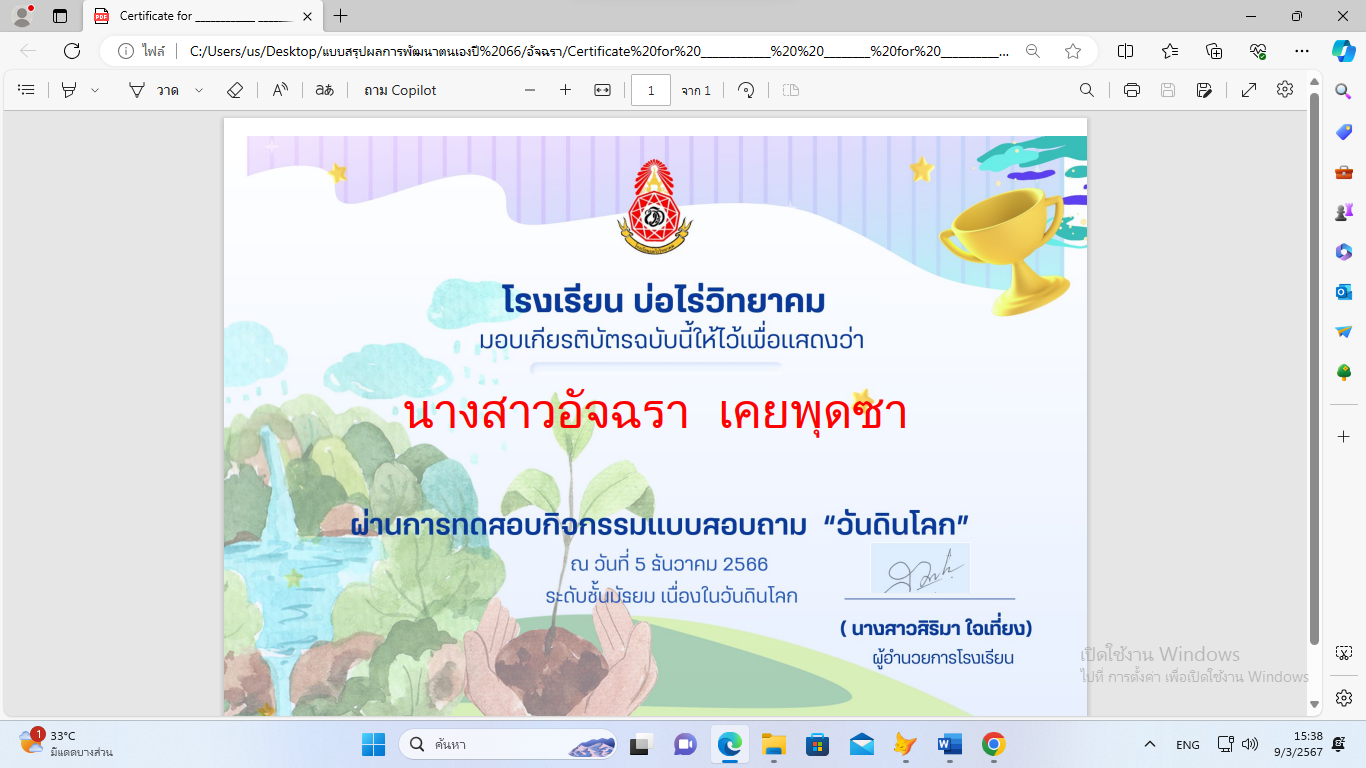 Certificate for ____________ ________
ไฟล์
C:/Users/us/Desktop/แบบสรุปผลการพัฒนาตนเองปี%2066/อัจฉรา/Certificate%20for%20____________%20%20________%20for%20__________...
วาด
ถาม Copilot
1
จาก 1
โรงเรียน บ่อไร่วิทยาคม
มอบเกียรติบัตรฉบับนี้ให้ไว้เพื่อแสดงว่า
นางสาวอัจฉรา เคยพุดซา
ผ่านการทดสอบกิจกรรมแบบสอบถาม “วันดินโลก”
ณ วันที่ 5 ธันวาคม 2566
ระดับชั้นมัธยม เนื่องในวันดินโลก
( นางสาวสิริมา ใจเที่ยง)
ผู้อำนวยการโรงเรียน
เปิดใช้งาน Windows
ไปที่ การตั้งค่า เพื่อเปิดใช้งาน Windows
1
33°C
มีแดดบางส่วน
ค้นหา
ENG
15:38
9/3/2567